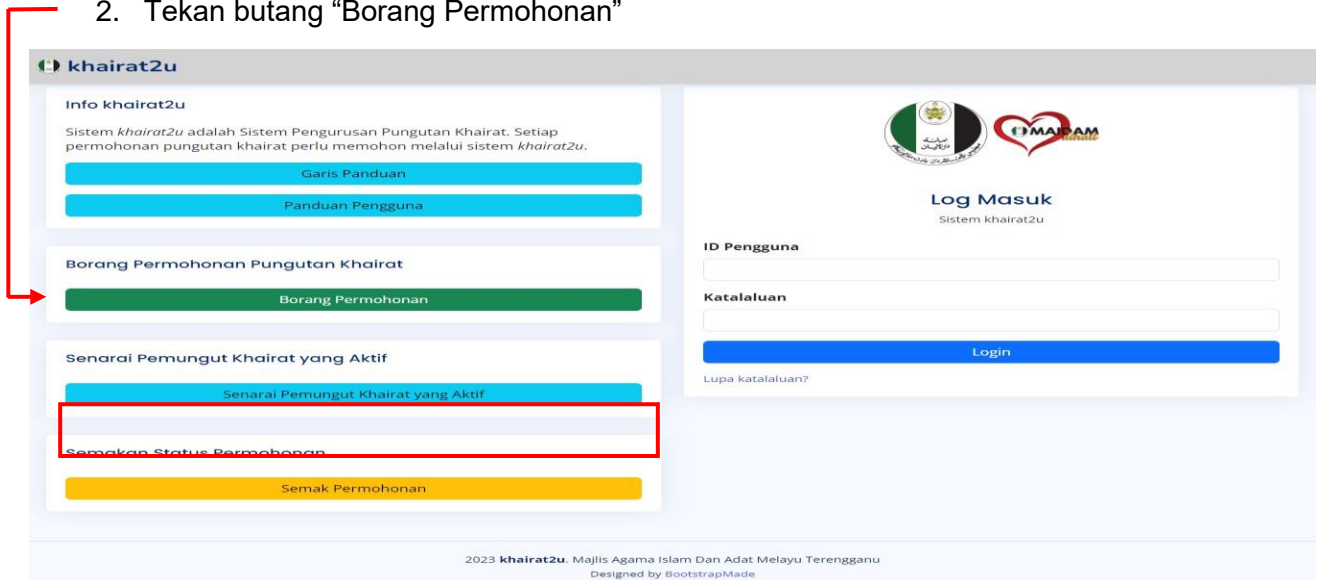 2. Tekan butang “Borang Permohonan”
khairat2u
Info khairat2u
Sistem khairat2u adalah Sistem Pengurusan Pungutan Khairat. Setiap
permohonan pungutan khairat perlu memohon melalui sistem khairat2u.
Garis Panduan
Panduan Pengguna
Borang Permohonan Pungutan Khairat
Borang Permohonan
Senarai Pemungut Khairat yang Aktif
Senarai Pemungut Khairat yang Aktif
Semakan Status Permohonan
Semak Permohonan
MAIDAM
Log Masuk
Sistem khairat2u
ID Pengguna
Katalaluan
Login
Lupa katalaluan?
2023 khairat2u. Majlis Agama Islam Dan Adat Melayu Terengganu
Designed by BootstrapMade